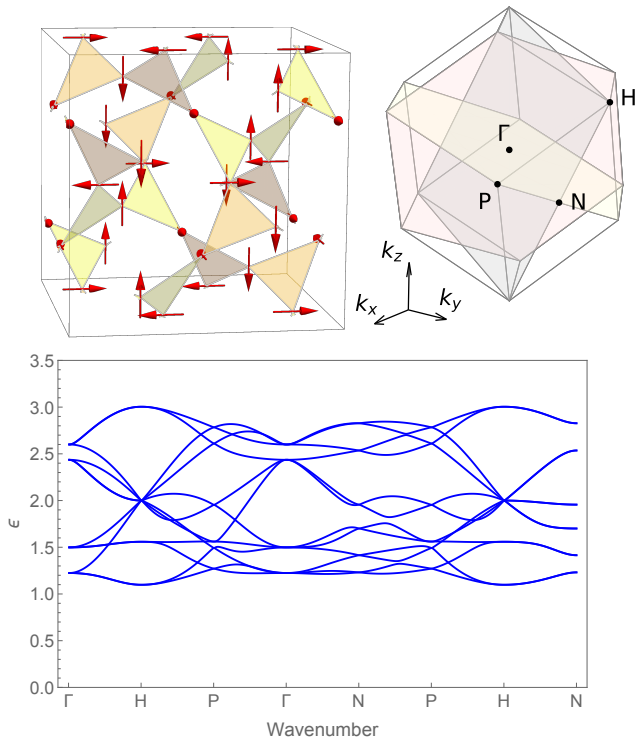 H
Γ
P
N
k_z
k_y
k_x
3.5
3.0
2.5
2.0
ϵ
1.5
1.0
0.5
0.0
Γ H P Γ N P H N
Wavenumber